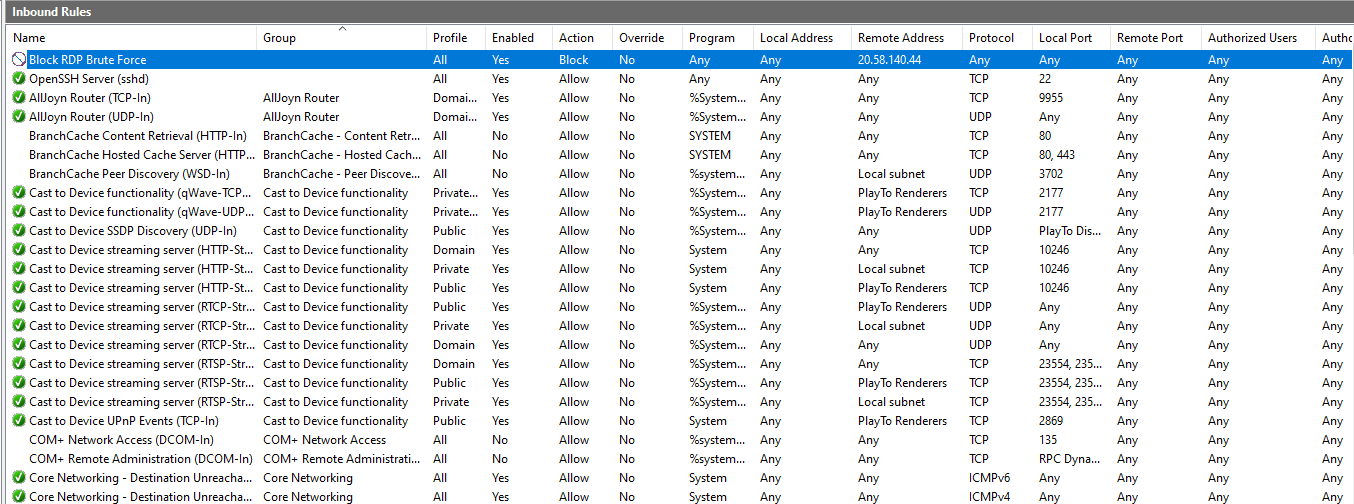 Inbound Rules
Name Group Profile Enabled Action Override Program Local Address Remote Address Protocol Local Port Remote Port Authorized Users Autho
Block RDP Brute Force All Yes Block No Any Any 20.58.140.44 Any Any Any Any Any
OpenSSH Server (sshd) All Yes Allow No Any Any Any TCP 22 Any Any Any
AllJoyn Router (TCP-In) AllJoyn Router Domai... Yes Allow No %System... Any Any TCP 9955 Any Any Any
AllJoyn Router (UDP-In) AllJoyn Router Domai... Yes Allow No %System... Any Any UDP Any Any Any Any
BranchCache Content Retrieval (HTTP-In) BranchCache - Content Retr... All No Allow No SYSTEM Any Any TCP 80 Any Any Any
BranchCache Hosted Cache Server (HTTP... BranchCache - Hosted Cach... All No Allow No SYSTEM Any Any TCP 80, 443 Any Any Any
BranchCache Peer Discovery (WSD-In) BranchCache - Peer Discove... All No Allow No %system... Any Local subnet UDP 3702 Any Any Any
Cast to Device functionality (qWave-TCP... Cast to Device functionality Private... Yes Allow No %System... Any PlayTo Renderers TCP 2177 Any Any Any
Cast to Device functionality (qWave-UDP... Cast to Device functionality Private... Yes Allow No %System... Any PlayTo Renderers UDP 2177 Any Any Any
Cast to Device SSDP Discovery (UDP-In) Cast to Device functionality Public Yes Allow No %System... Any Any UDP PlayTo Dis... Any Any Any
Cast to Device streaming server (HTTP-St... Cast to Device functionality Domain Yes Allow No System Any Any TCP 10246 Any Any Any
Cast to Device streaming server (HTTP-St... Cast to Device functionality Private Yes Allow No System Any Local subnet TCP 10246 Any Any Any
Cast to Device streaming server (HTTP-St... Cast to Device functionality Public Yes Allow No System Any PlayTo Renderers TCP 10246 Any Any Any
Cast to Device streaming server (RTCP-Str... Cast to Device functionality Public Yes Allow No %System... Any PlayTo Renderers UDP Any Any Any Any
Cast to Device streaming server (RTCP-Str... Cast to Device functionality Private Yes Allow No %System... Any Local subnet UDP Any Any Any Any
Cast to Device streaming server (RTCP-Str... Cast to Device functionality Domain Yes Allow No %System... Any Any UDP Any Any Any Any
Cast to Device streaming server (RTSP-Str... Cast to Device functionality Domain Yes Allow No %System... Any Any TCP 23554, 235... Any Any Any
Cast to Device streaming server (RTSP-Str... Cast to Device functionality Public Yes Allow No %System... Any PlayTo Renderers TCP 23554, 235... Any Any Any
Cast to Device streaming server (RTSP-Str... Cast to Device functionality Private Yes Allow No %System... Any Local subnet TCP 23554, 235... Any Any Any
Cast to Device UPnP Events (TCP-In) Cast to Device functionality Public Yes Allow No System Any PlayTo Renderers TCP 2869 Any Any Any
COM+ Network Access (DCOM-In) COM+ Network Access All No Allow No %system... Any Any TCP 135 Any Any Any
COM+ Remote Administration (DCOM-In) COM+ Remote Administrati... All No Allow No %system... Any Any TCP RPC Dyna... Any Any Any
Core Networking - Destination Unreacha... Core Networking All Yes Allow No System Any Any ICMPv6 Any Any Any Any
Core Networking - Destination Unreacha... Core Networking All Yes Allow No System Any Any ICMPv4 Any Any Any Any